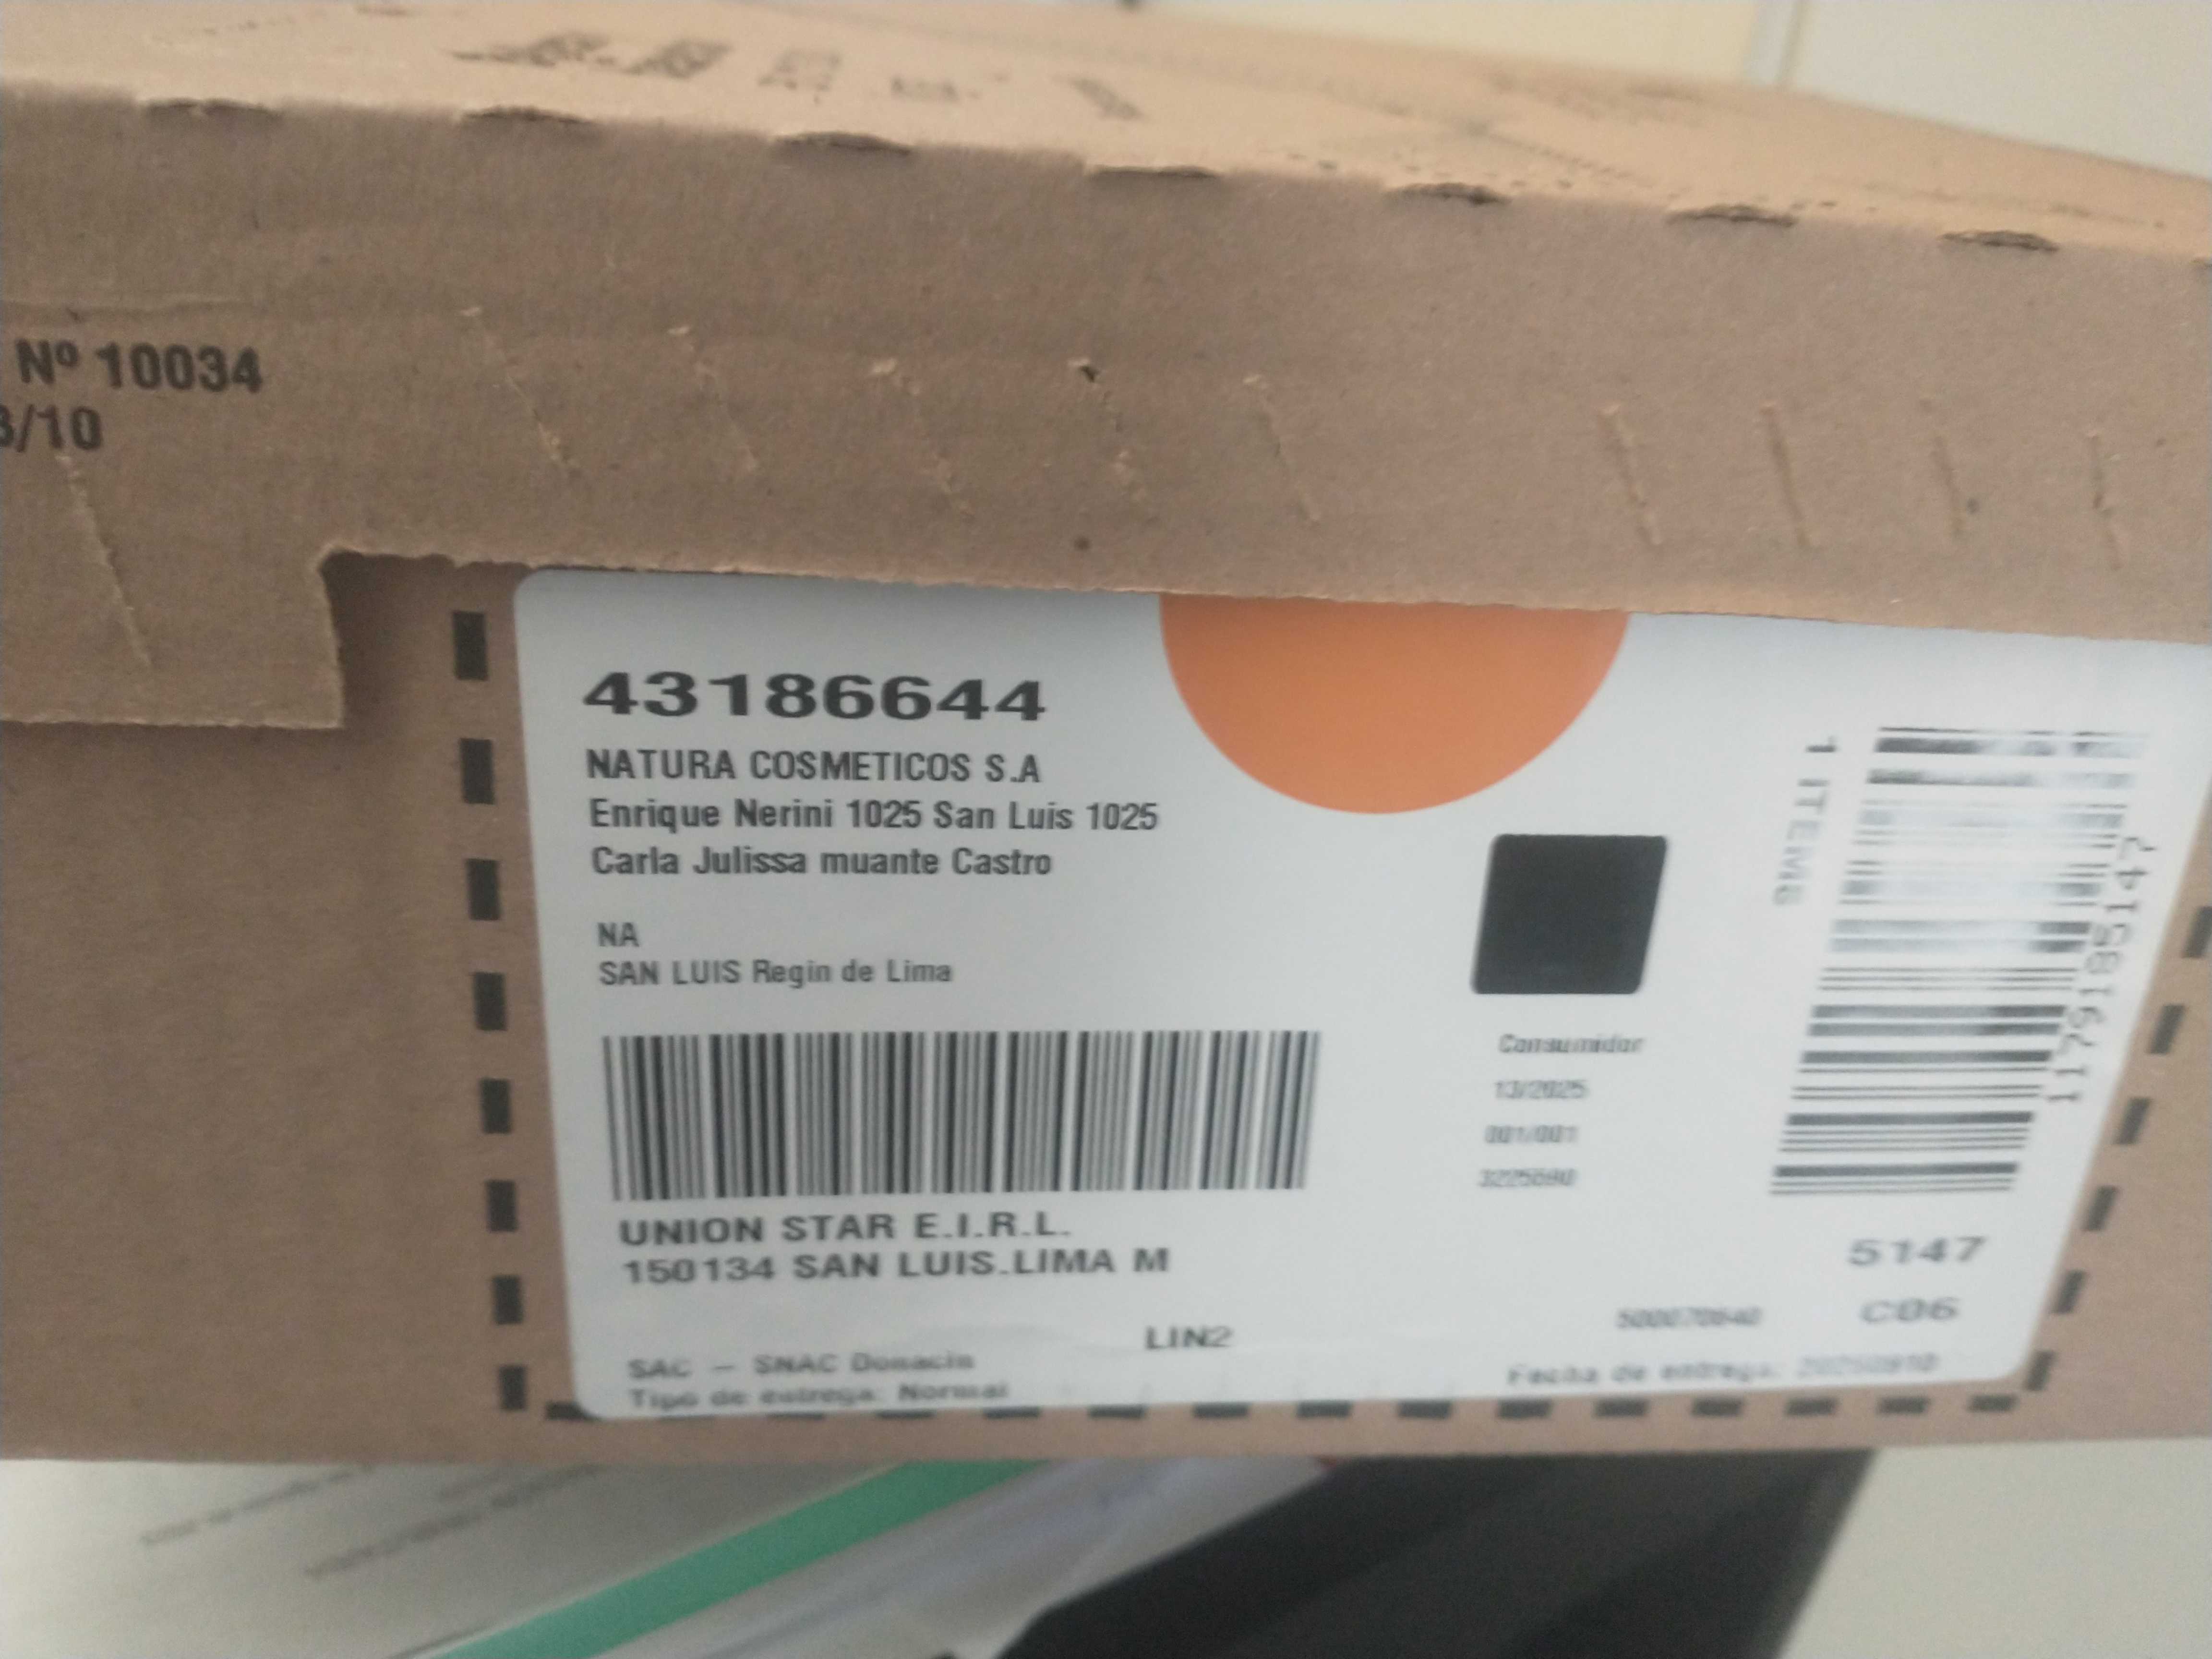 Nº 10034
3/10
43186644
NATURA COSMETICOS S.A
Enrique Nerini 1025 San Luis 1025
Carla Julissa muante Castro
NA
SAN LUIS Regin de Lima
UNION STAR E.I.R.L.
150134 SAN LUIS.LIMA M
LIN2
SAC - SNAC Donacin
Tipo de entrega: Normal
Consumidor
13/2025
001/001
1 ITEMS
1179185147
5147
C06
Fecha de entrega: